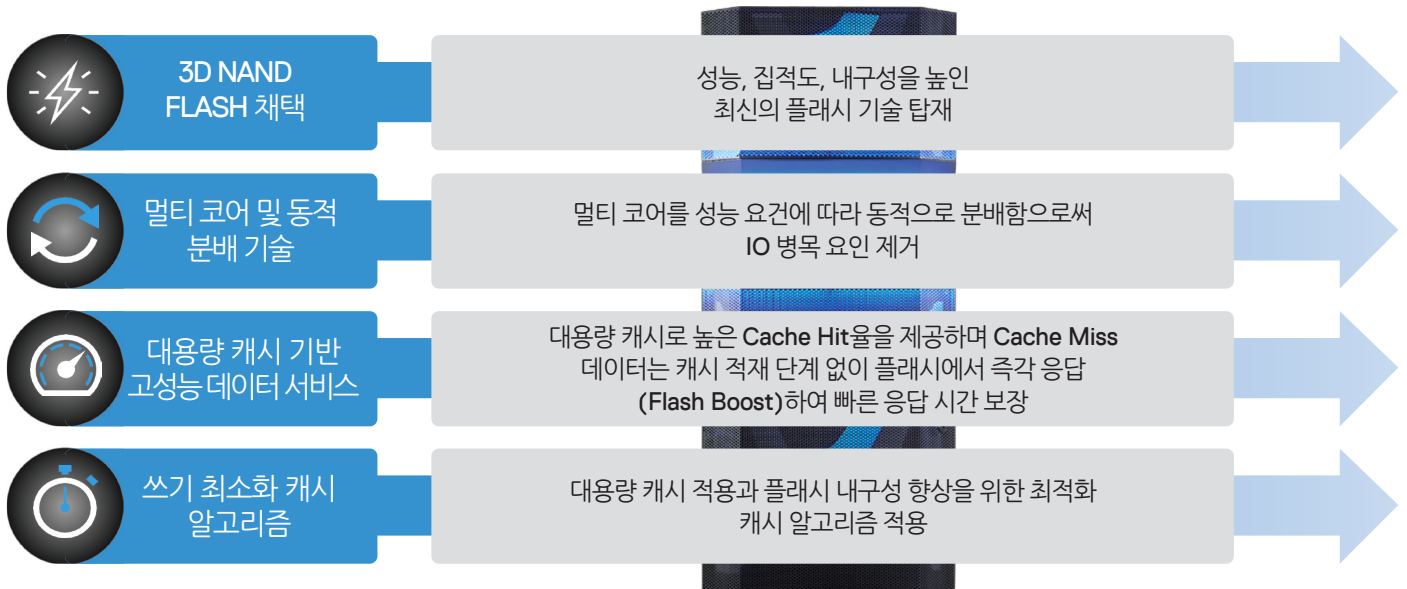 3D NAND
FLASH 채택
성능, 집적도, 내구성을 높인
최신의 플래시 기술 탑재
멀티 코어 및 동적
분배 기술
멀티 코어를 성능 요건에 따라 동적으로 분배함으로써
IO 병목 요인 제거
대용량 캐시 기반
고성능 데이터 서비스
대용량 캐시로 높은 Cache Hit율을 제공하며 Cache Miss
데이터는 캐시 적재 단계 없이 플래시에서 즉각 응답
(Flash Boost)하여 빠른 응답 시간 보장
쓰기 최소화 캐시
알고리즘
대용량 캐시 적용과 플래시 내구성 향상을 위한 최적화
캐시 알고리즘 적용